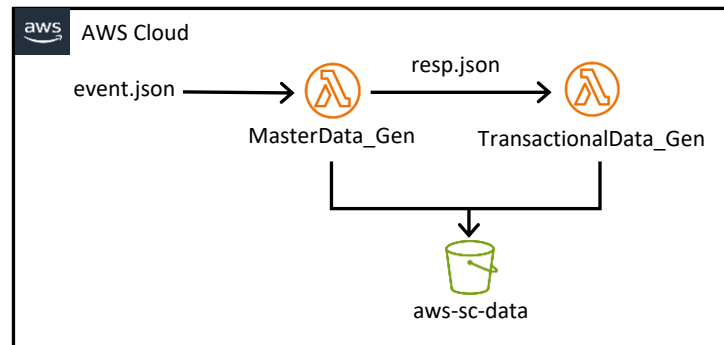 aws
AWS Cloud
event.json
resp.json
MasterData_Gen
TransactionalData_Gen
aws-sc-data